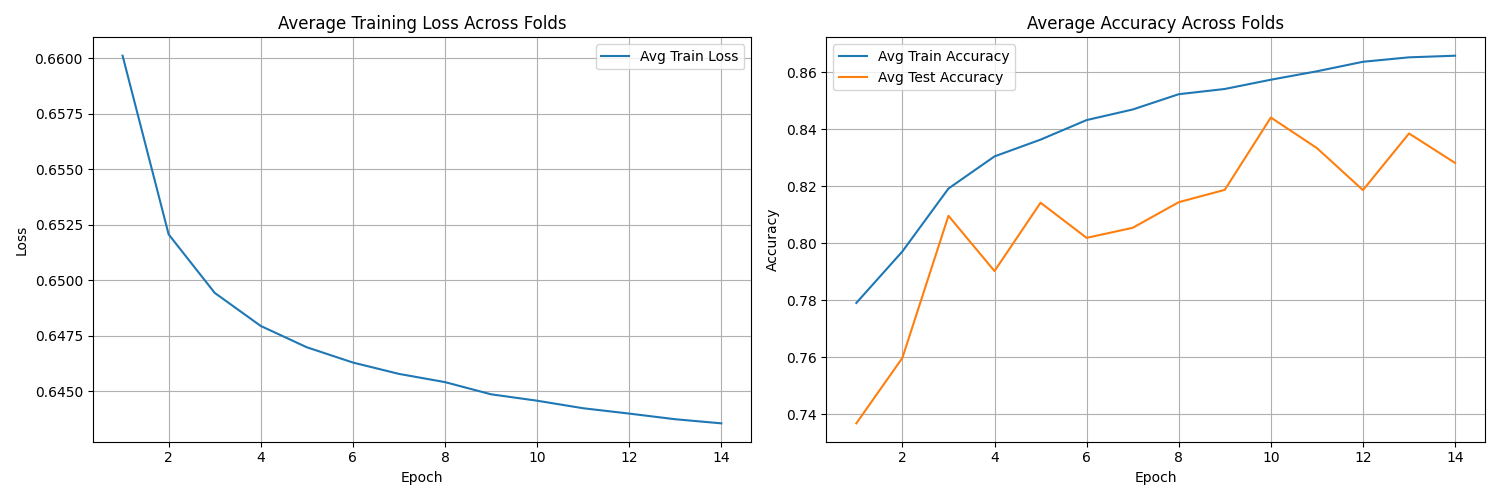 Average Training Loss Across Folds
Avg Train Loss
0.6600
0.6575
0.6550
0.6525
0.6500
0.6475
0.6450
Loss
2 4 6 8 10 12 14
Epoch
Average Accuracy Across Folds
Avg Train Accuracy
Avg Test Accuracy
0.86
0.84
0.82
0.80
0.78
0.76
0.74
Accuracy
2 4 6 8 10 12 14
Epoch